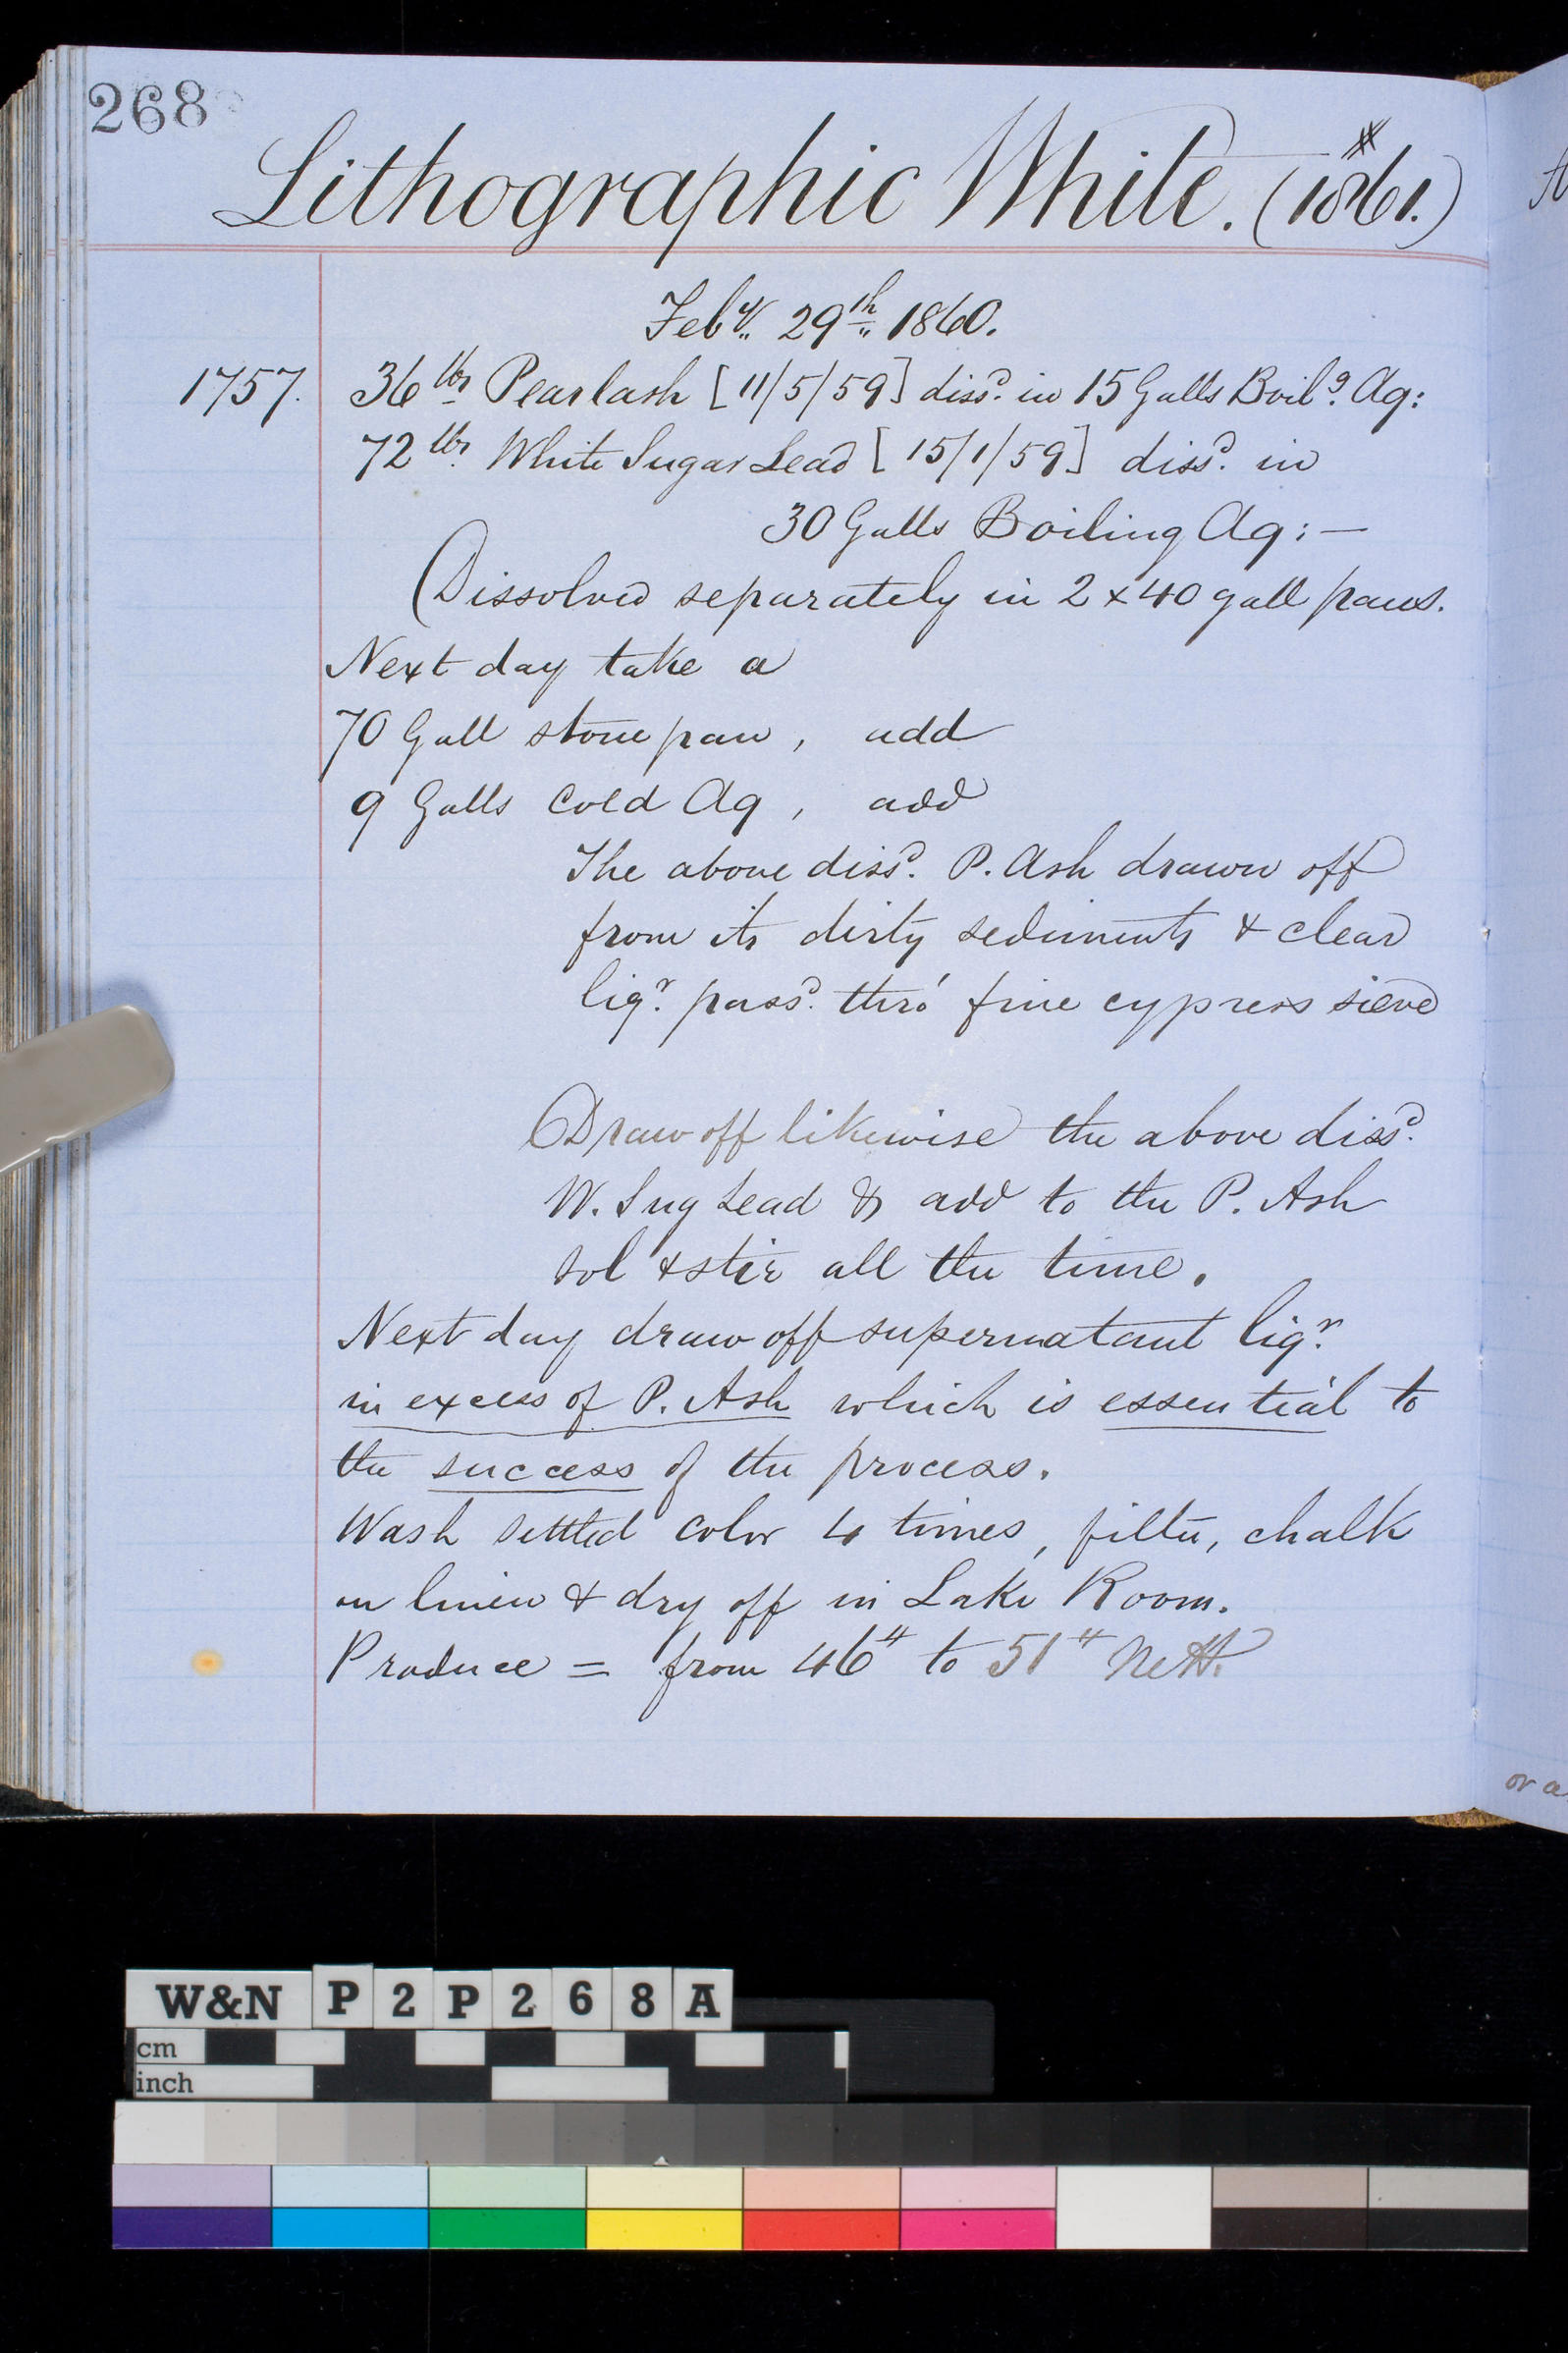 268
Lithographic White. (1861.)
Feby. 29th 1860.
1757. 36 lbs Pearlash [11/5/59] dissd. in 15 Galls Boilg. Aq:
72 lbs. White Sugar Lead [15/1/59] dissd. in
30 Galls Boiling Aq:—
(Dissolved separately in 2 x 40 gall pans.
Next day take a
70 Gall stone pan, add
9 Galls Cold Aq, add
The above dissd. P. Ash drawn off
from its dirty sediments & clear
liqr. passd. thro' fine cypress sieve
Draw off likewise the above dissd.
W. Sug Lead & add to the P. Ash
sol & stir all the time.
Next day draw off supernatant liqr.
in excess of P. Ash which is essential to
the success of the process.
Wash settled color 4 times, filter, chalk
on linen & dry off in Lake Room.
Produce = from 46# to 51# Nett.
or a
W&N P2P268A
cm
inch